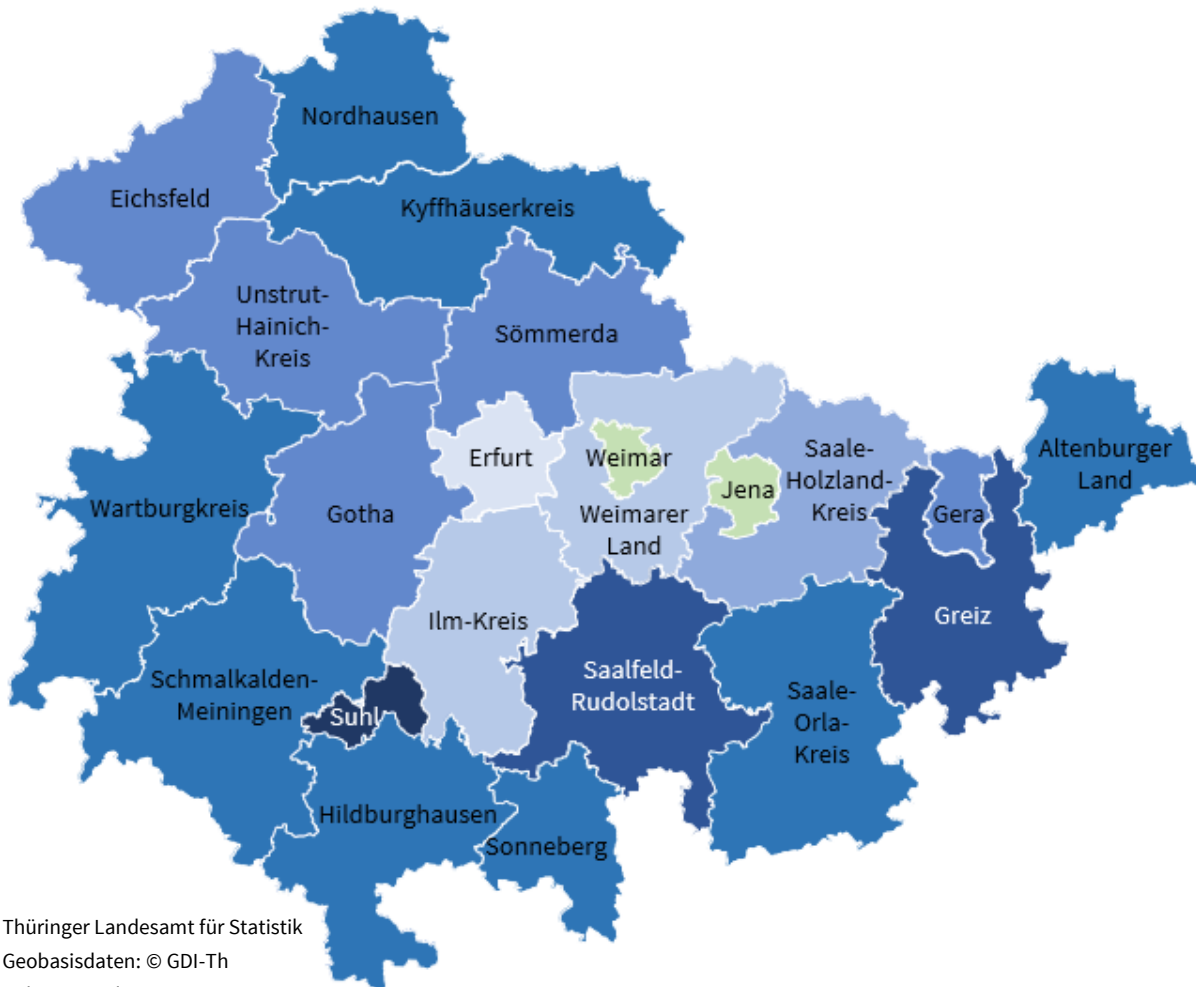 Nordhausen
Eichsfeld
Kyffhäuserkreis
Unstrut-
Hainich-
Kreis
Sömmerda
Wartburgkreis
Gotha
Erfurt
Weimar
Weimarer
Land
Jena
Saale-
Holzland-
Kreis
Gera
Altenburger
Land
Greiz
Ilm-Kreis
Schmalkalden-
Meiningen
Suhl
Saalfeld-
Rudolstadt
Saale-
Orla-
Kreis
Hildburghausen
Sonneberg
Thüringer Landesamt für Statistik
Geobasisdaten: © GDI-Th